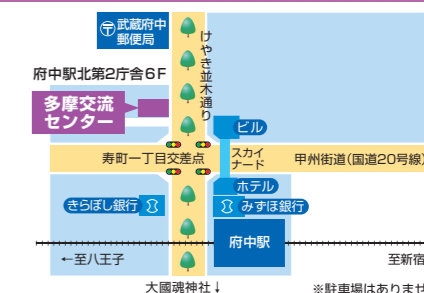 〒武蔵府中
郵便局
けやき並木通り
府中駅北第2庁舎6F
多摩交流
センター
ビル
寿町一丁目交差点
スカイ
ナード
甲州街道(国道20号線)
ホテル
きらぼし銀行
みずほ銀行
府中駅
←至八王子
至新宿
大國魂神社↓
※駐車場はありませ